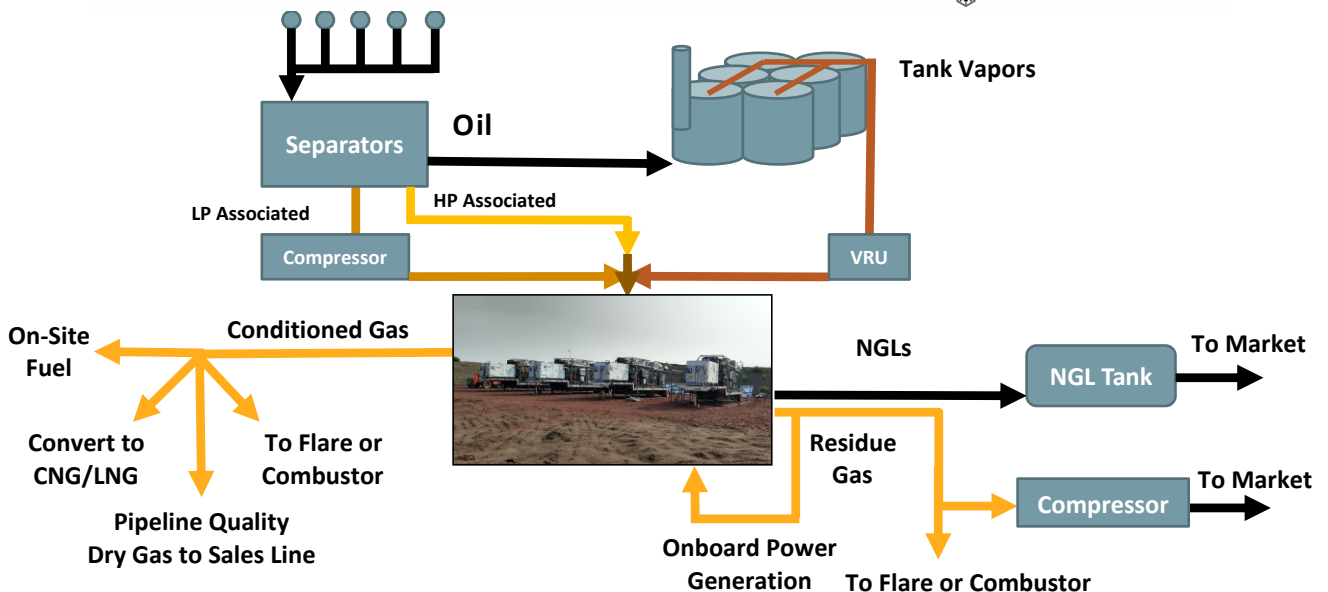 Tank Vapors
Oil
Separators
LP Associated
HP Associated
Compressor
VRU
On-Site
Fuel
Conditioned Gas
NGLs
NGL Tank
To Market
Convert to
CNG/LNG
To Flare or
Combustor
Residue
Gas
Compressor
To Market
Pipeline Quality
Dry Gas to Sales Line
Onboard Power
Generation
To Flare or Combustor